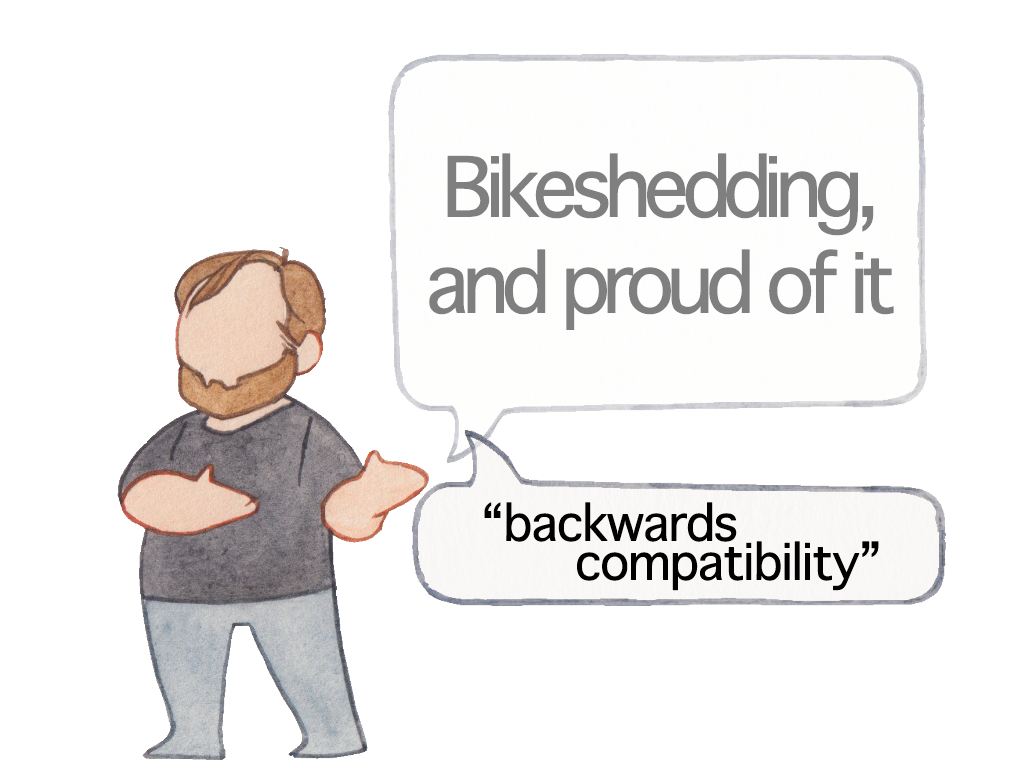 Bikeshedding,
and proud of it
“backwards
compatibility”